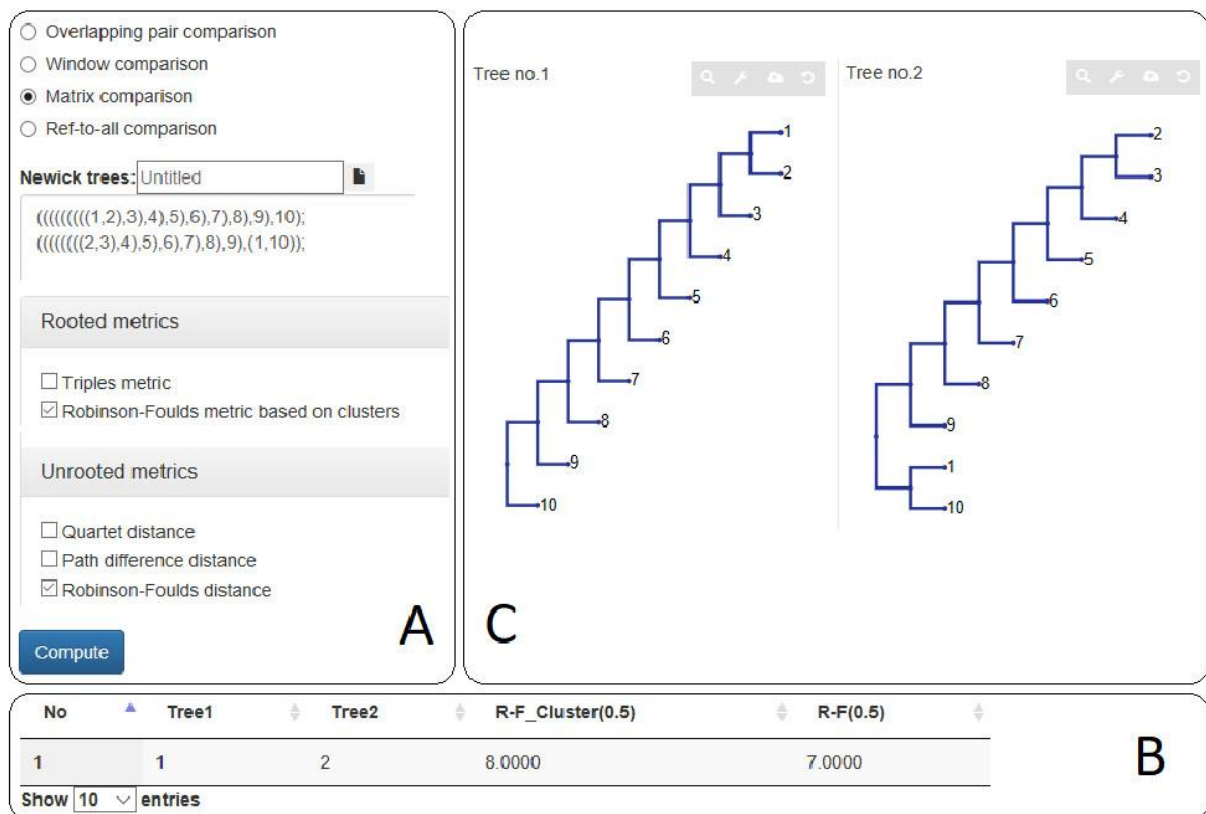 Overlapping pair comparison
Window comparison
Matrix comparison
Ref-to-all comparison
Newick trees: Untitled
(((((((((1,2),3),4),5),6),7),8),9),10);
((((((((2,3),4),5),6),7),8),9),(1,10));
Rooted metrics
Triples metric
Robinson-Foulds metric based on clusters
Unrooted metrics
Quartet distance
Path difference distance
Robinson-Foulds distance
Compute
A
Tree no.1
1
2
3
4
5
6
7
8
9
10
Tree no.2
2
3
4
5
6
7
8
9
1
10
C
No Tree1 Tree2 R-F_Cluster(0.5) R-F(0.5)
1 1 2 8.0000 7.0000
Show 10 entries
B